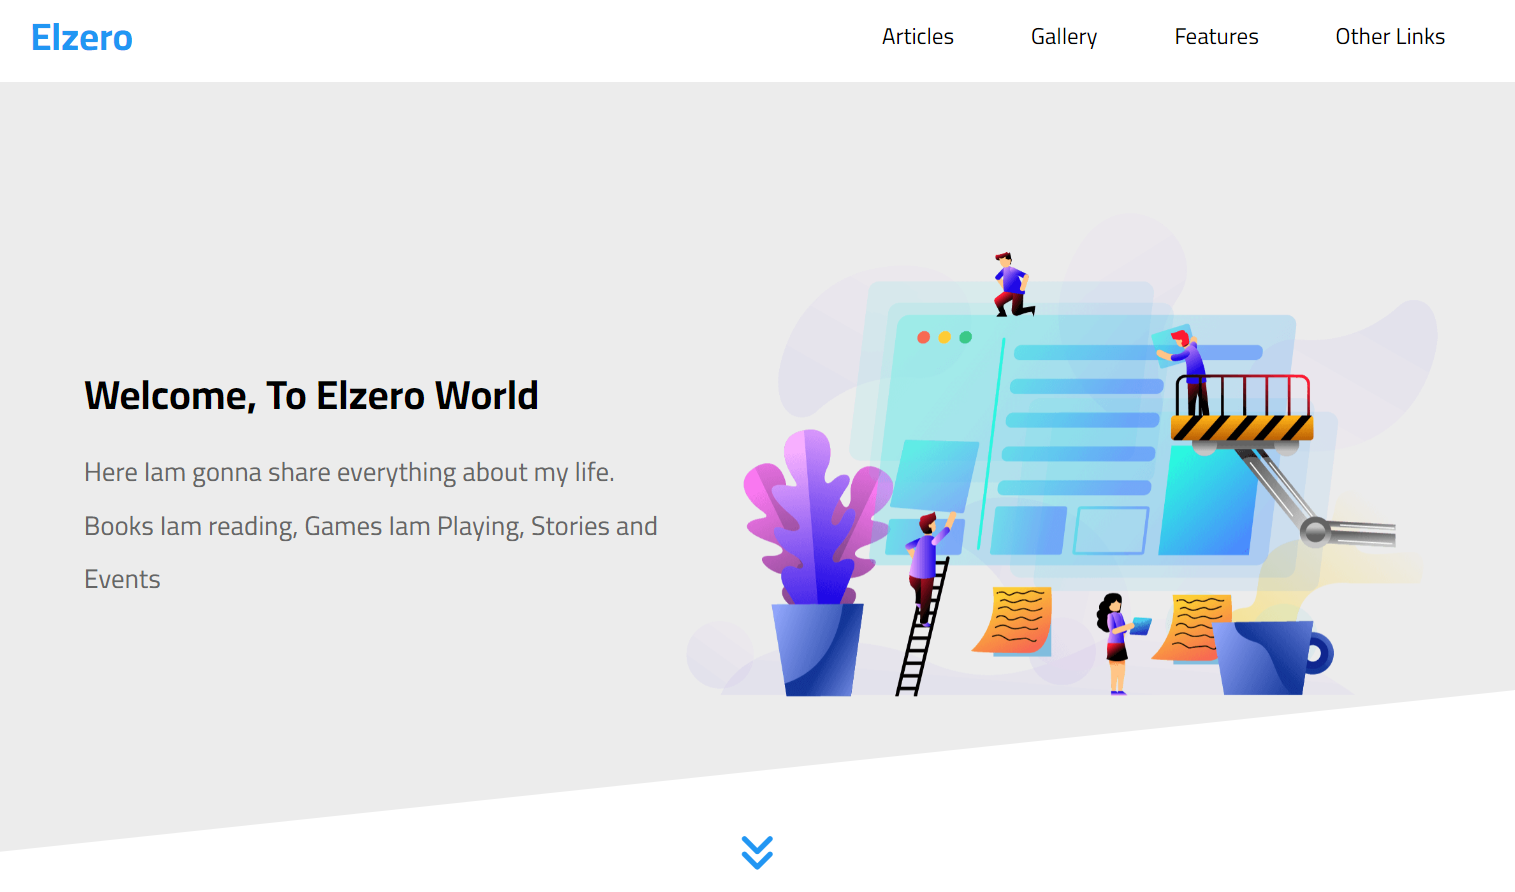 Elzero
Articles Gallery Features Other Links
Welcome, To Elzero World
Here Iam gonna share everything about my life.
Books Iam reading, Games Iam Playing, Stories and
Events